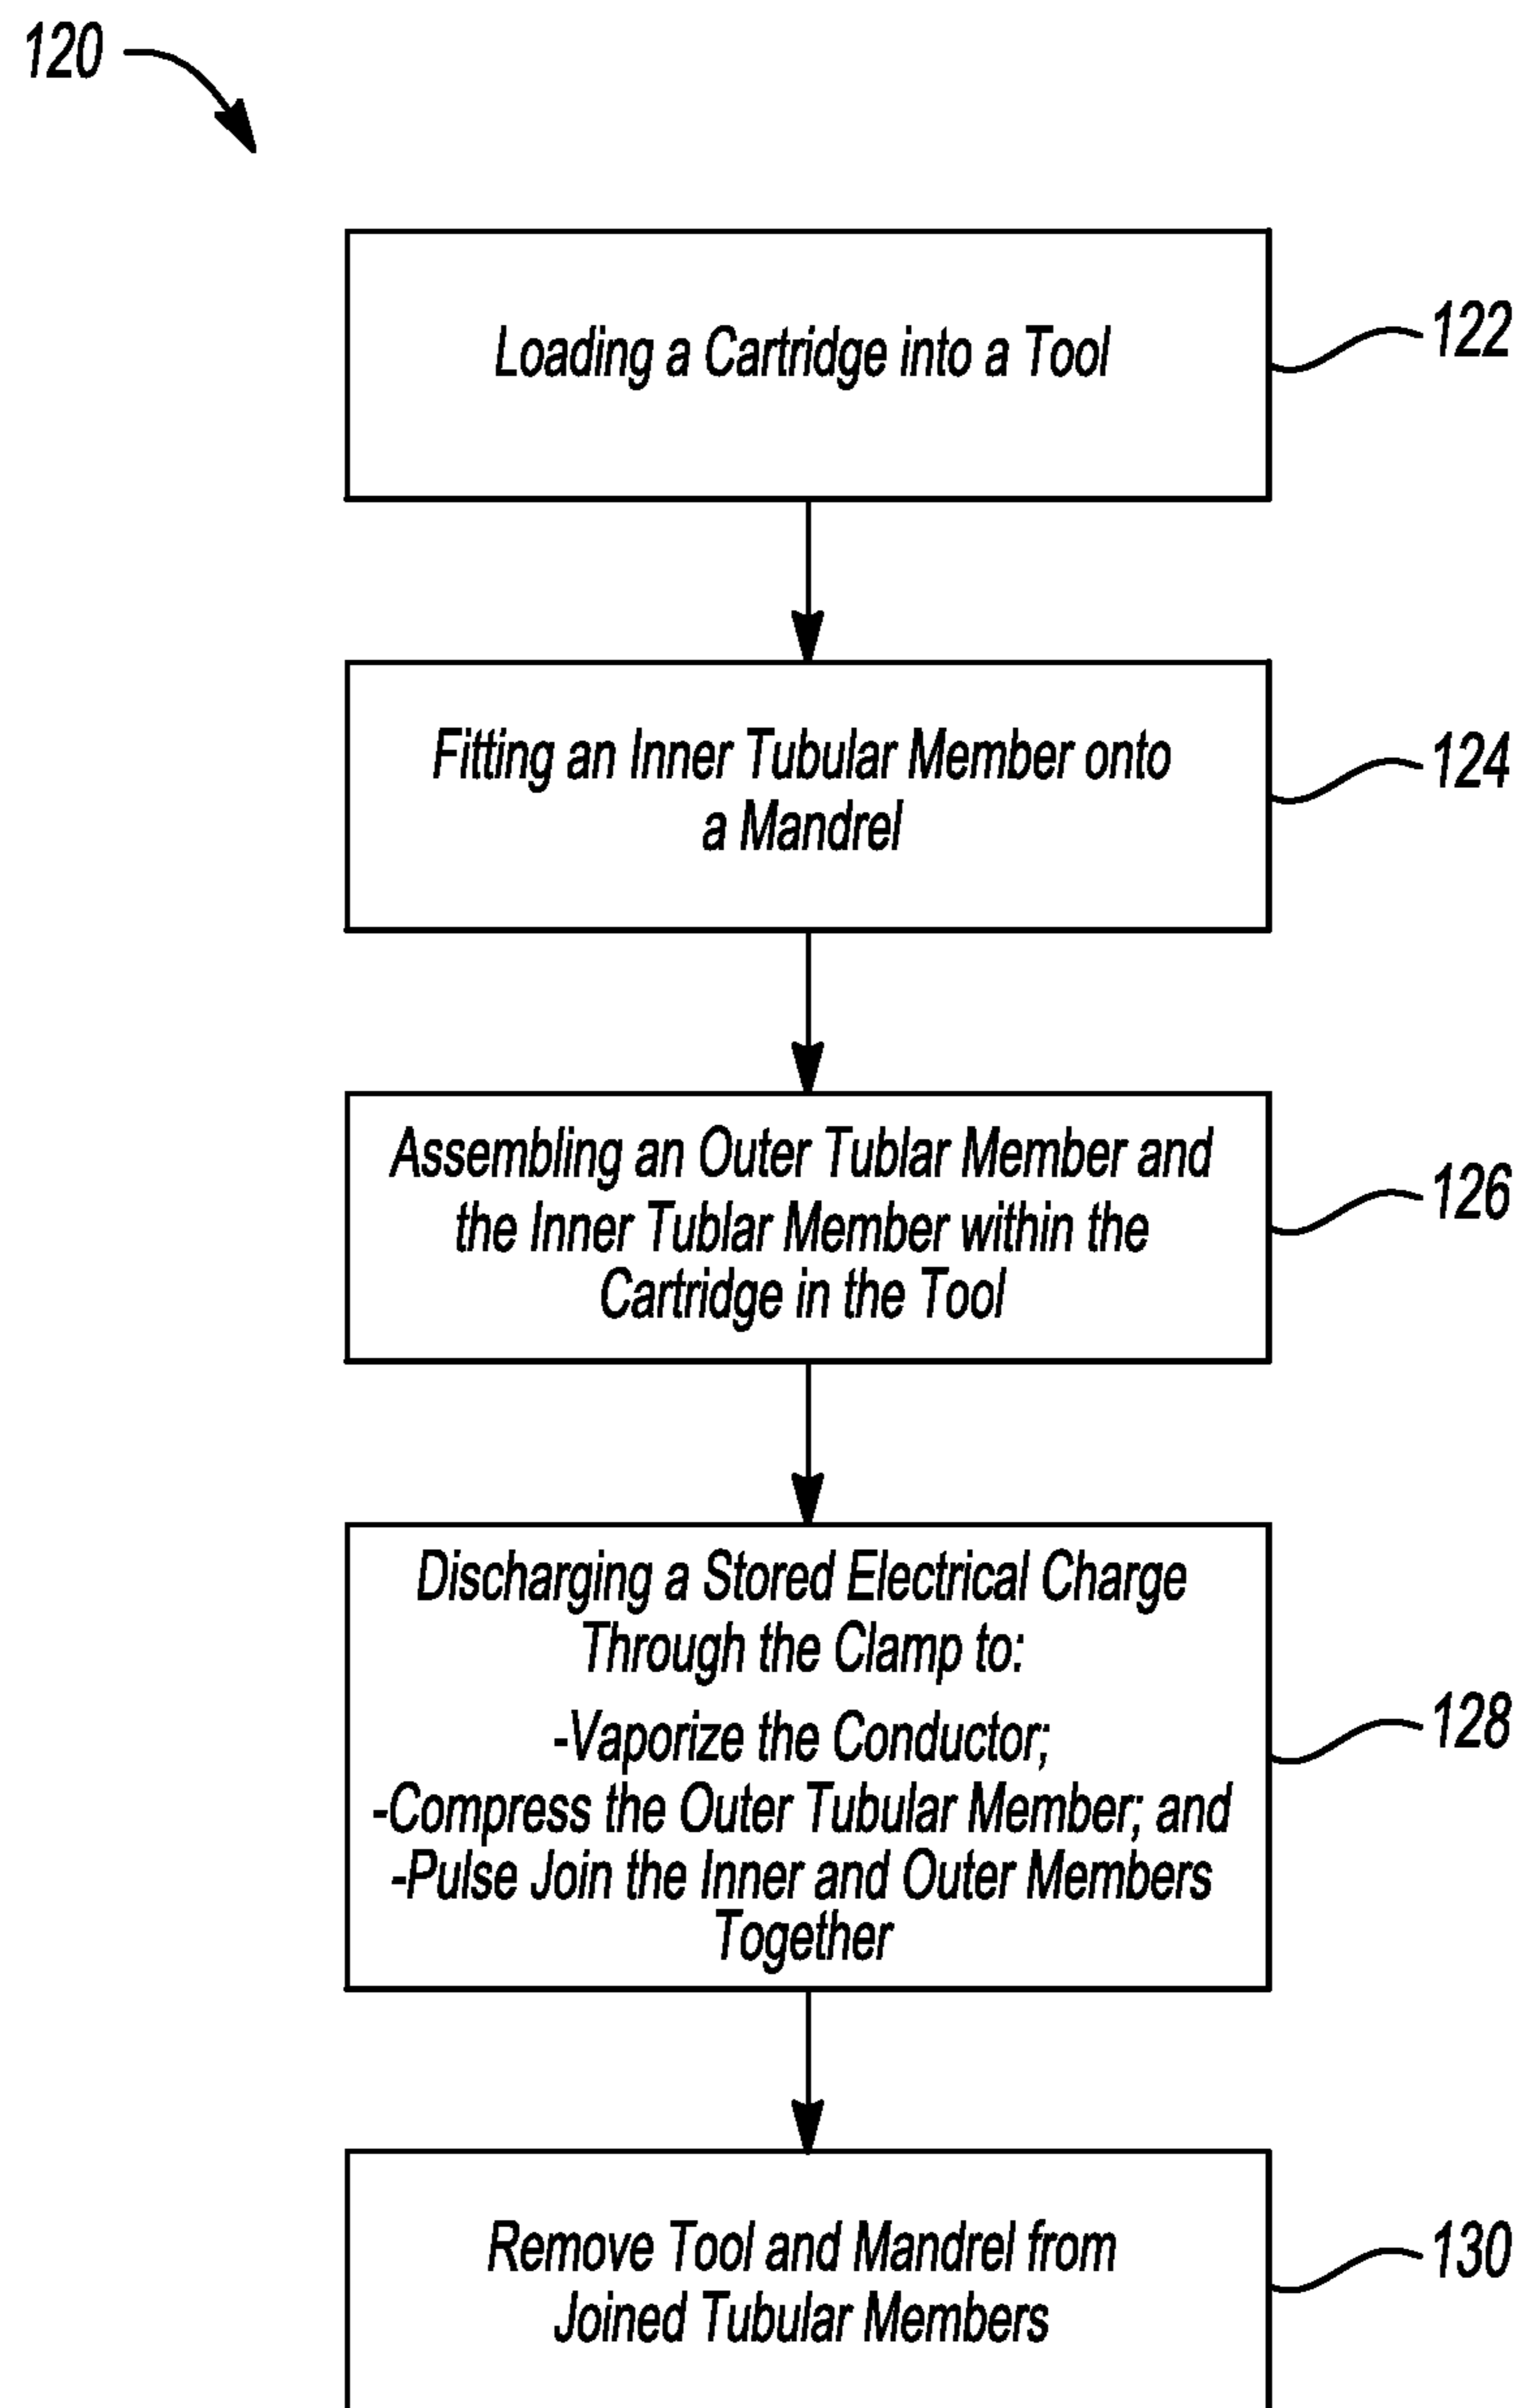 120
Loading a Cartridge into a Tool
122
Fitting an Inner Tubular Member onto
a Mandrel
124
Assembling an Outer Tublar Member and
the Inner Tublar Member within the
Cartridge in the Tool
126
Discharging a Stored Electrical Charge
Through the Clamp to:
-Vaporize the Conductor;
-Compress the Outer Tubular Member; and
-Pulse Join the Inner and Outer Members
Together
128
Remove Tool and Mandrel from
Joined Tubular Members
130